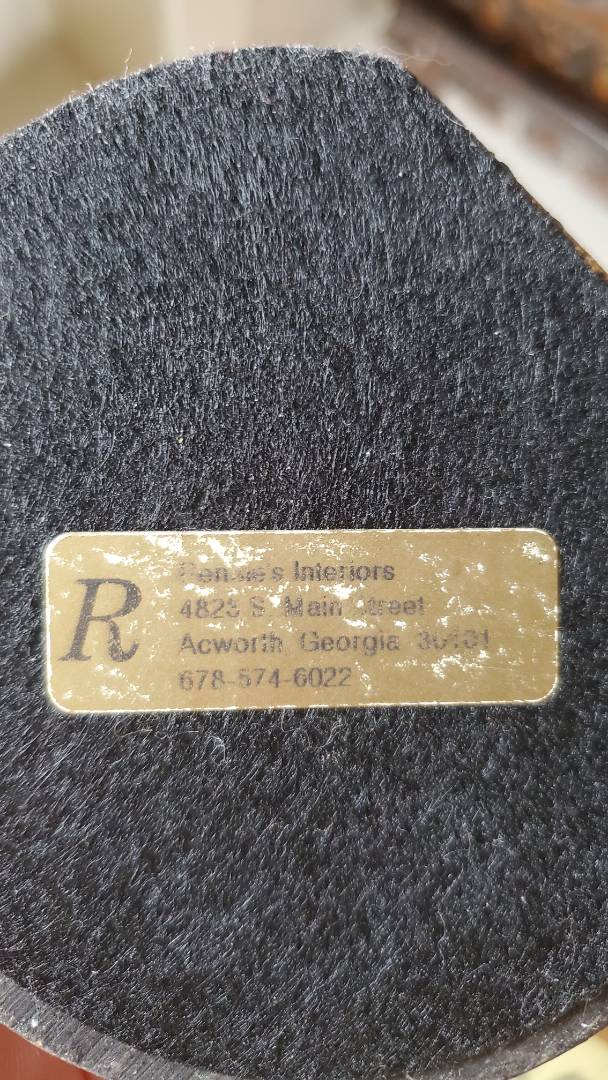 R
Interiors
4823 S Main Street
Acworth Georgia 30101
678-574-6022